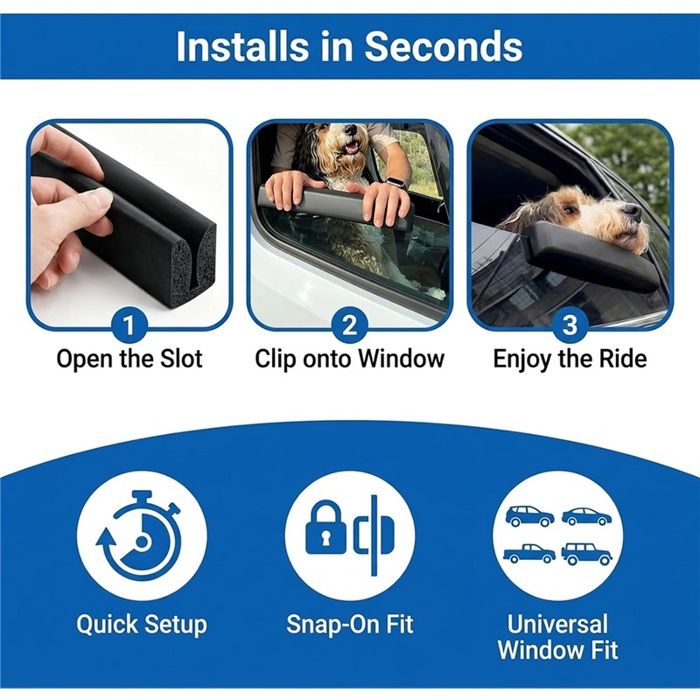 Installs in Seconds
1
Open the Slot
2
Clip onto Window
3
Enjoy the Ride
Quick Setup
Snap-On Fit
Universal
Window Fit